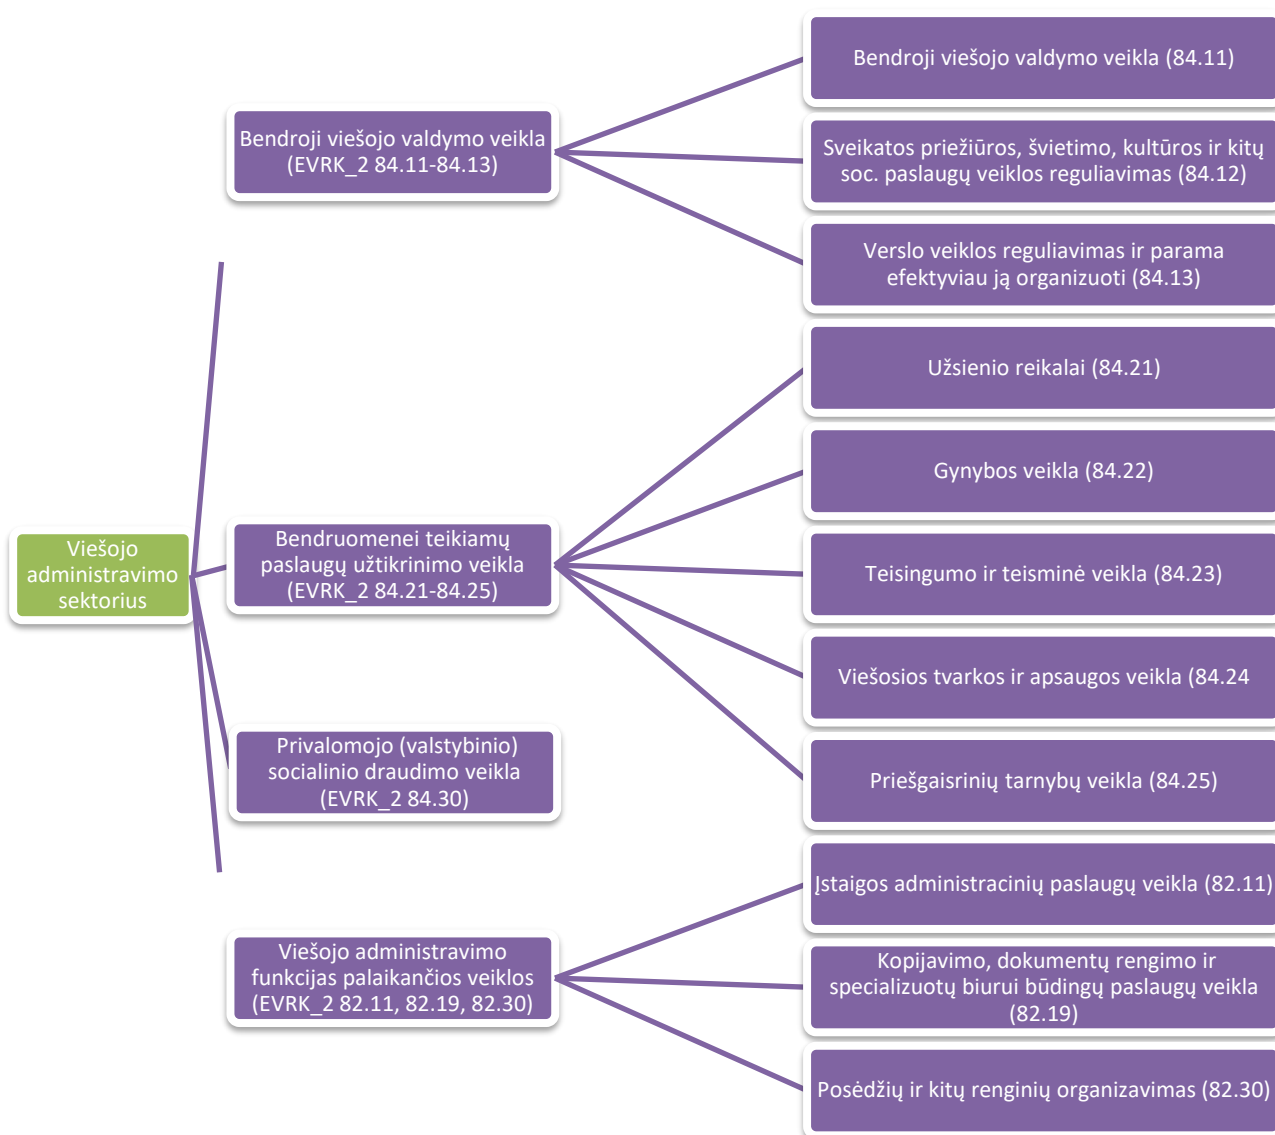 Viešojo
administravimo
sektorius
Bendroji viešojo valdymo veikla
(EVRK_2 84.11-84.13)
Bendroji viešojo valdymo veikla (84.11)
Sveikatos priežiūros, švietimo, kultūros ir kitų
soc. paslaugų veiklos reguliavimas (84.12)
Verslo veiklos reguliavimas ir parama
efektyviau ją organizuoti (84.13)
Bendruomenei teikiamų
paslaugų užtikrinimo veikla
(EVRK_2 84.21-84.25)
Užsienio reikalai (84.21)
Gynybos veikla (84.22)
Teisingumo ir teisminė veikla (84.23)
Viešosios tvarkos ir apsaugos veikla (84.24
Priešgaisrinių tarnybų veikla (84.25)
Privalomojo (valstybinio)
socialinio draudimo veikla
(EVRK_2 84.30)
Viešojo administravimo
funkcijas palaikančios veiklos
(EVRK_2 82.11, 82.19, 82.30)
Įstaigos administracinių paslaugų veikla (82.11)
Kopijavimo, dokumentų rengimo ir
specializuotų biurui būdingų paslaugų veikla
(82.19)
Posėdžių ir kitų renginių organizavimas (82.30)